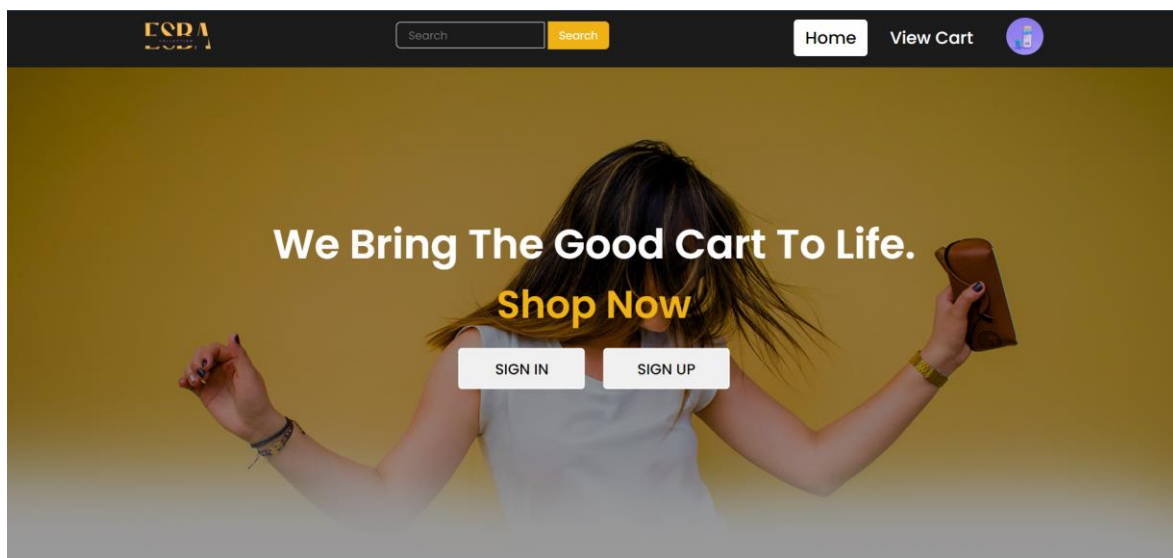 ESBA
Search
Search
Home
View Cart
We Bring The Good Cart To Life.
Shop Now
SIGN IN
SIGN UP